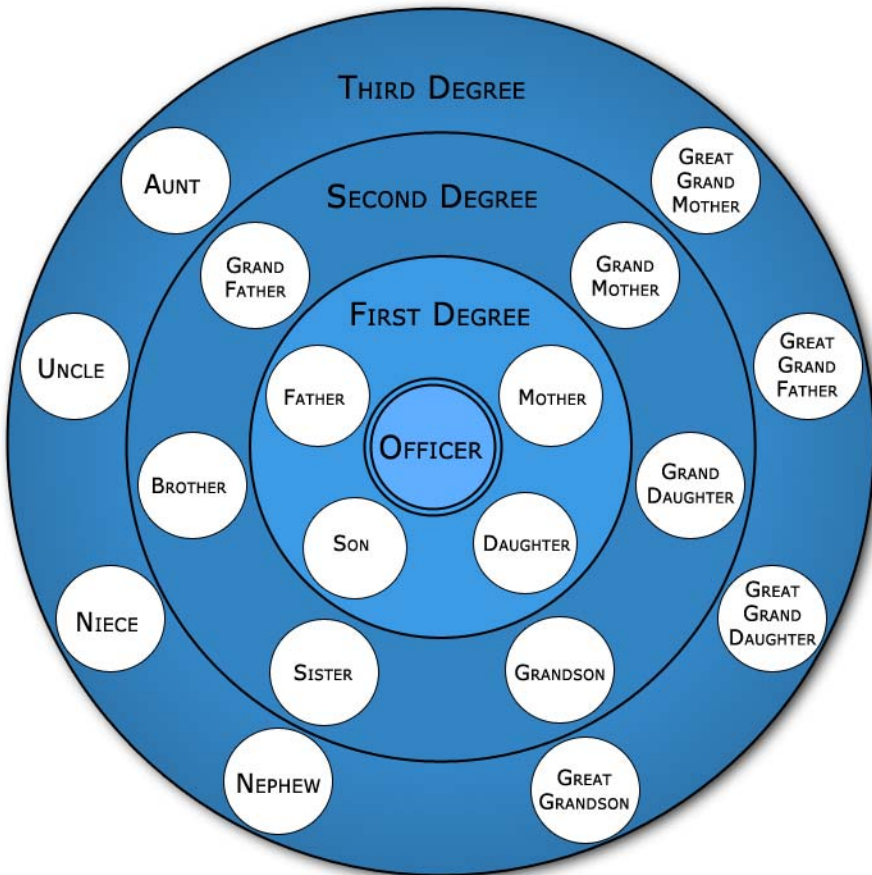 Third Degree
Aunt
Great
Grand
Mother
Second Degree
Grand
Father
Grand
Mother
First Degree
Uncle
Great
Grand
Father
Father
Mother
Officer
Brother
Grand
Daughter
Son
Daughter
Niece
Great
Grand
Daughter
Sister
Grandson
Nephew
Great
Grandson